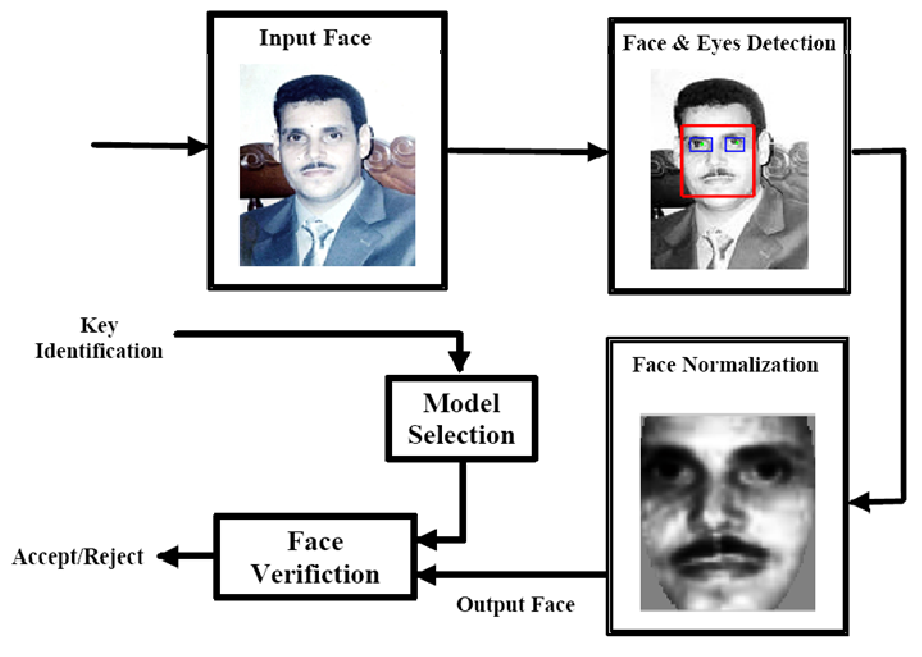 Input Face
Face & Eyes Detection
Key
Identification
Face Normalization
Model
Selection
Face
Verifiction
Accept/Reject
Output Face